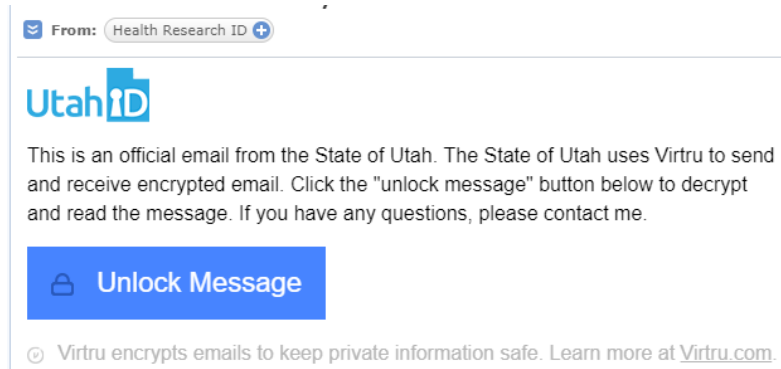 From: Health Research ID
Utah ID
This is an official email from the State of Utah. The State of Utah uses Virtru to send
and receive encrypted email. Click the "unlock message" button below to decrypt
and read the message. If you have any questions, please contact me.
Unlock Message
Virtru encrypts emails to keep private information safe. Learn more at Virtru.com.